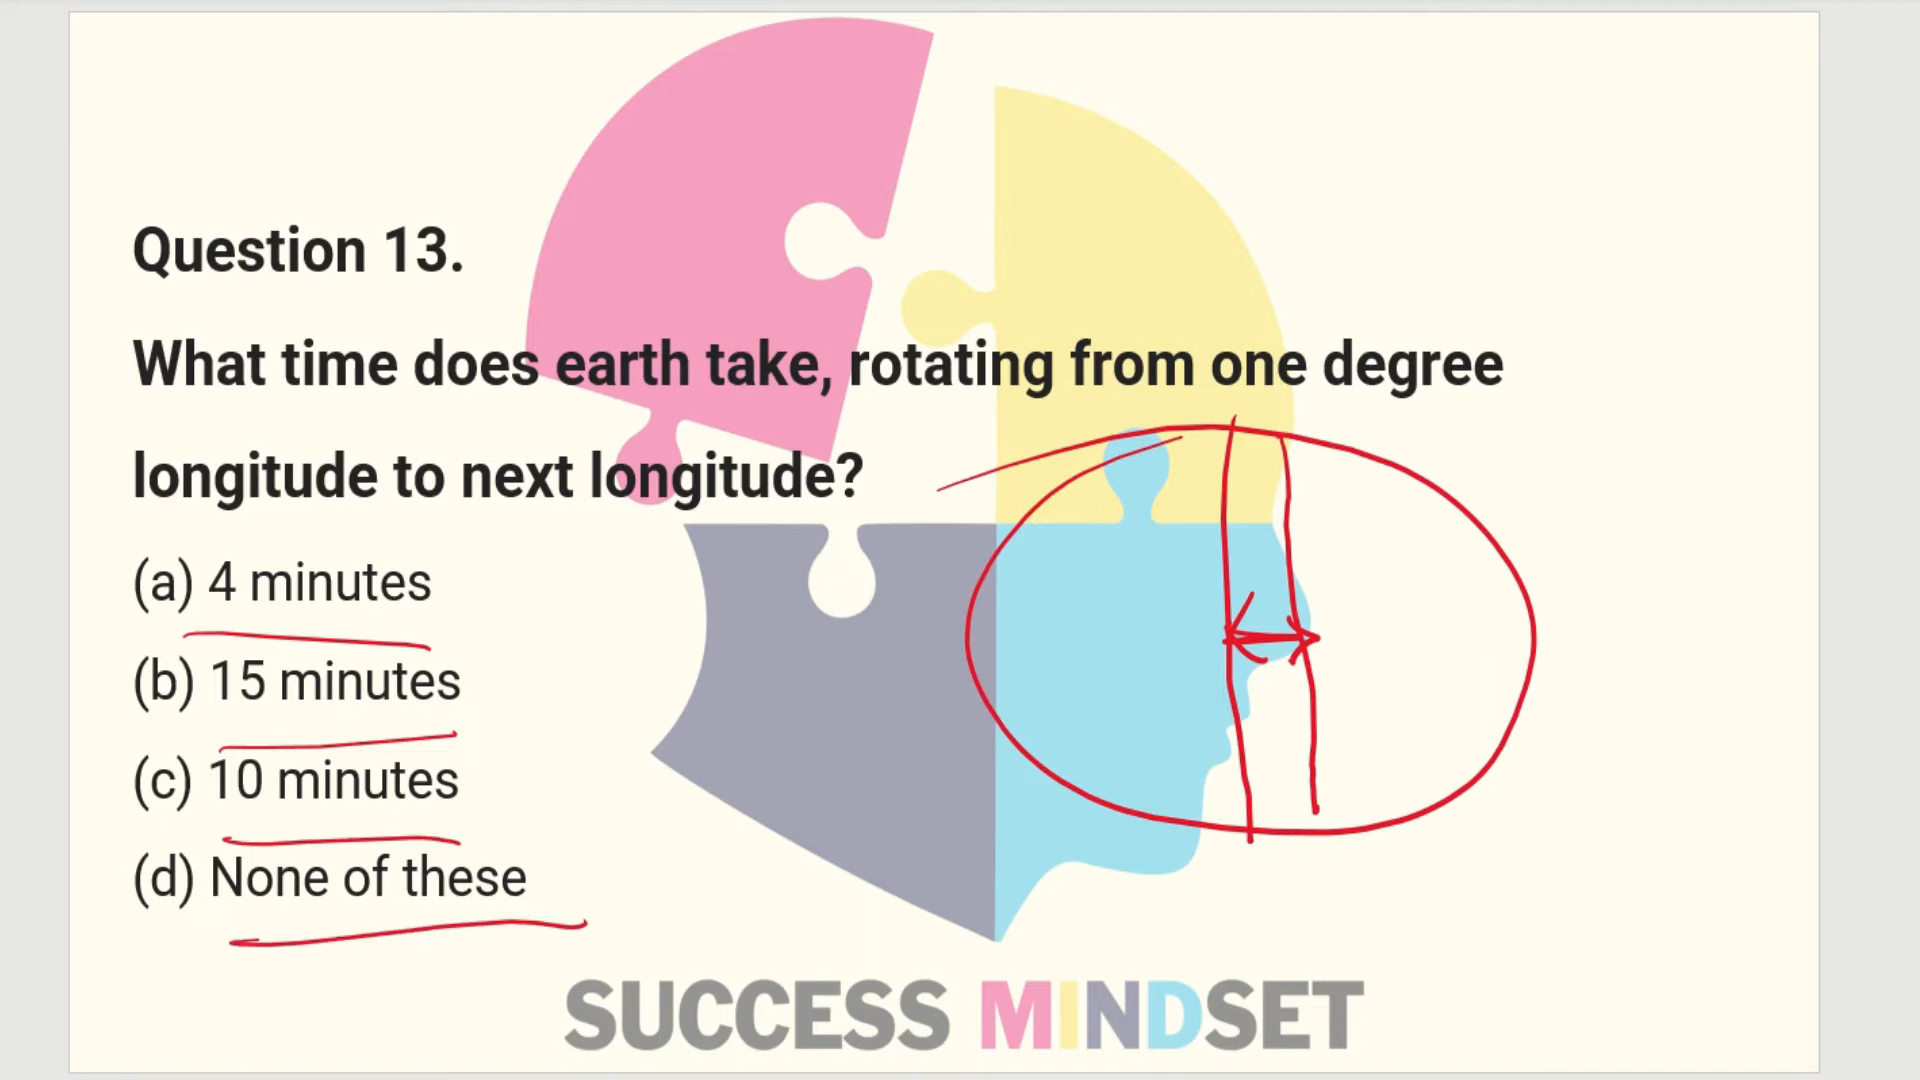 Question 13.
What time does earth take, rotating from one degree
longitude to next longitude?
(a) 4 minutes
(b) 15 minutes
(c) 10 minutes
(d) None of these
SUCCESS MINDSET